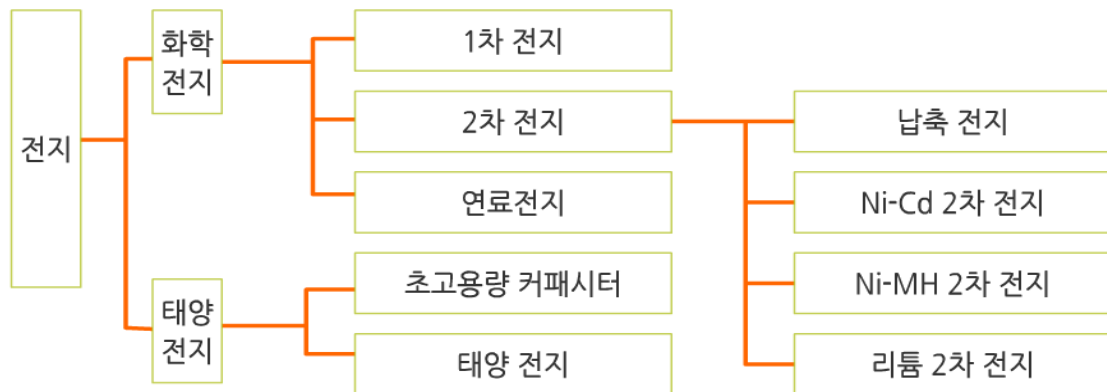 전지
화학
전지
1차 전지
2차 전지
연료전지
납축 전지
Ni-Cd 2차 전지
Ni-MH 2차 전지
리튬 2차 전지
태양
전지
초고용량 커패시터
태양 전지